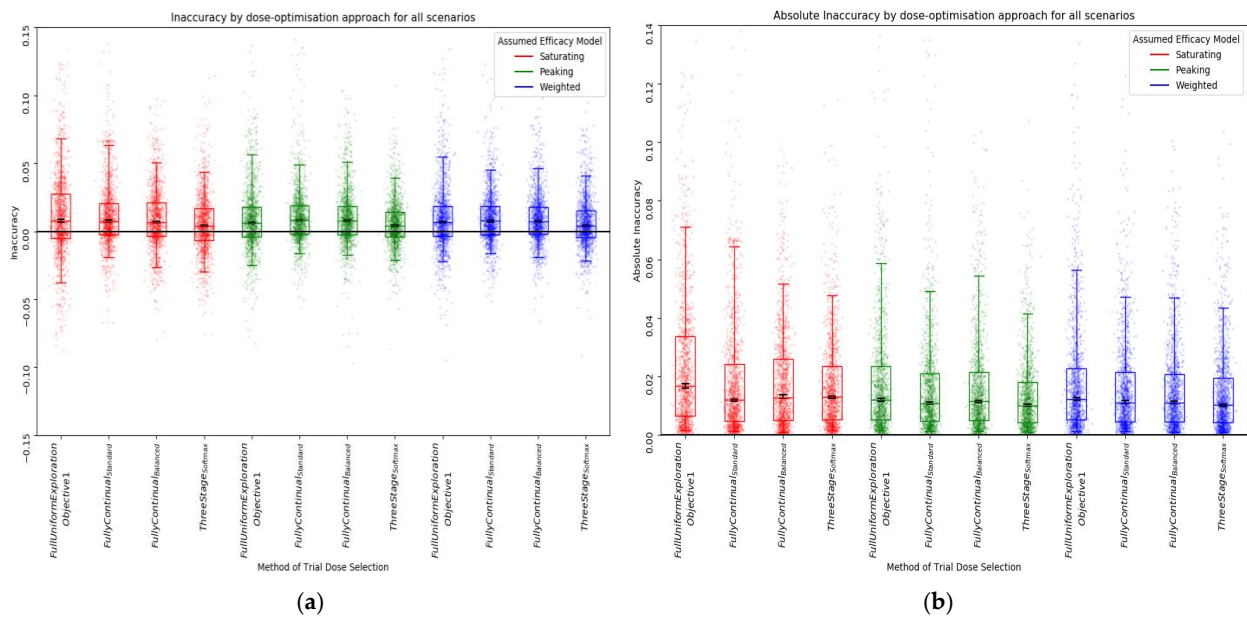 Inaccuracy by dose-optimisation approach for all scenarios
Assumed Efficacy Model
Saturating
Peaking
Weighted
Inaccuracy
0.15
0.10
0.05
0.00
−0.05
−0.10
−0.15
FullUniformExploration
Objective1
FullyContinualStandard
FullyContinualBalanced
ThreeStageSoftmax
FullUniformExploration
Objective1
FullyContinualStandard
FullyContinualBalanced
ThreeStageSoftmax
FullUniformExploration
Objective1
FullyContinualStandard
FullyContinualBalanced
ThreeStageSoftmax
Method of Trial Dose Selection
(a)
Absolute Inaccuracy by dose-optimisation approach for all scenarios
Assumed Efficacy Model
Saturating
Peaking
Weighted
Absolute Inaccuracy
0.14
0.12
0.10
0.08
0.06
0.04
0.02
0.00
FullUniformExploration
Objective1
FullyContinualStandard
FullyContinualBalanced
ThreeStageSoftmax
FullUniformExploration
Objective1
FullyContinualStandard
FullyContinualBalanced
ThreeStageSoftmax
FullUniformExploration
Objective1
FullyContinualStandard
FullyContinualBalanced
ThreeStageSoftmax
Method of Trial Dose Selection
(b)